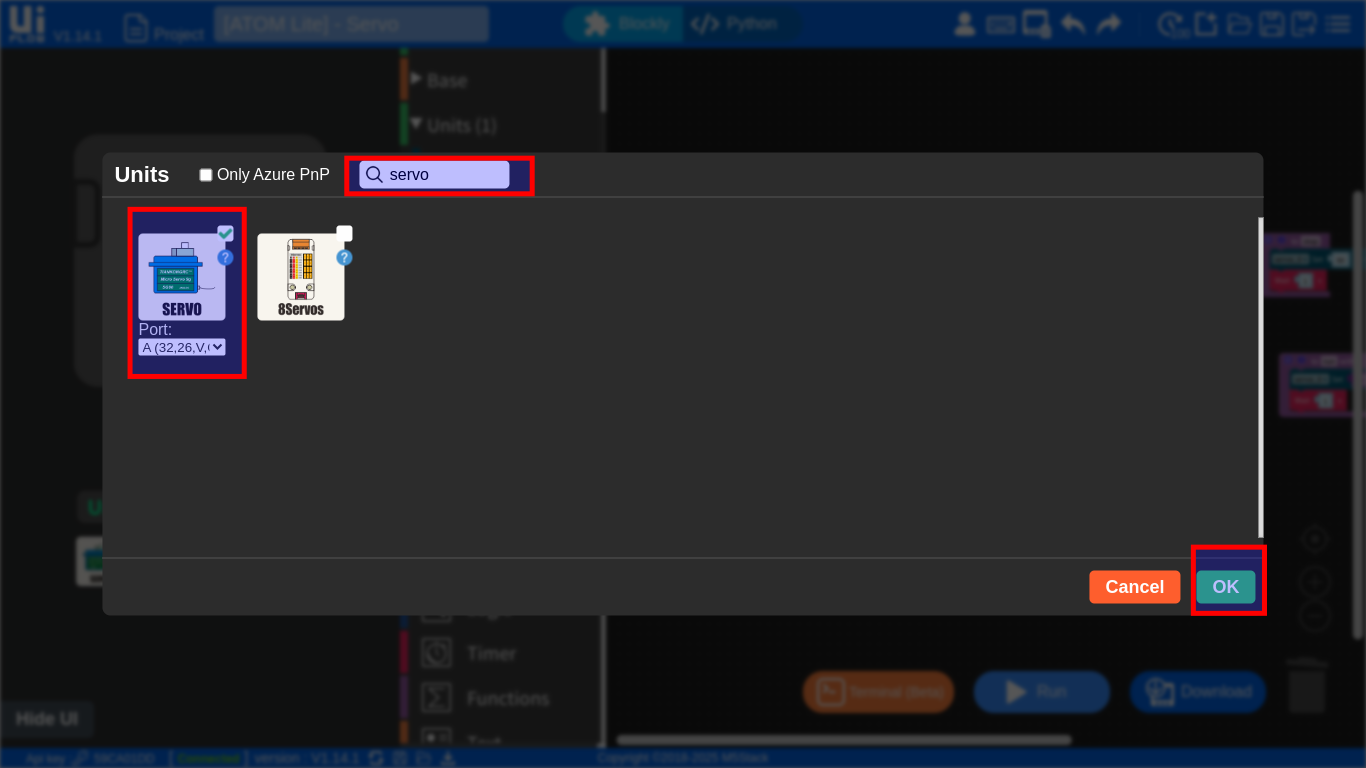 Ui
FLOW V1.14.1 Project [ATOM Lite] - Servo Blockly Python
Base
Units (1)
Units Only Azure PnP servo
SERVO 8Servos
Port:
A (32,26,V,
Cancel OK
Timer
Functions
Terminal (beta) Run Download
Hide UI
Api key [ Connected ] version : V1.14.1
Copyright ©2018-2025 M5Stack